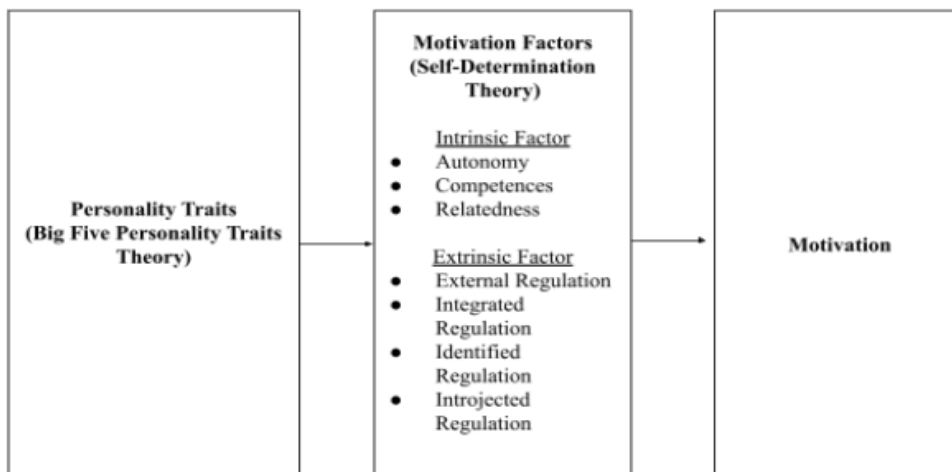 Personality Traits
(Big Five Personality Traits
Theory)
Motivation Factors
(Self-Determination
Theory)
Intrinsic Factor
● Autonomy
● Competences
● Relatedness
Extrinsic Factor
● External Regulation
● Integrated
Regulation
● Identified
Regulation
● Introjected
Regulation
Motivation